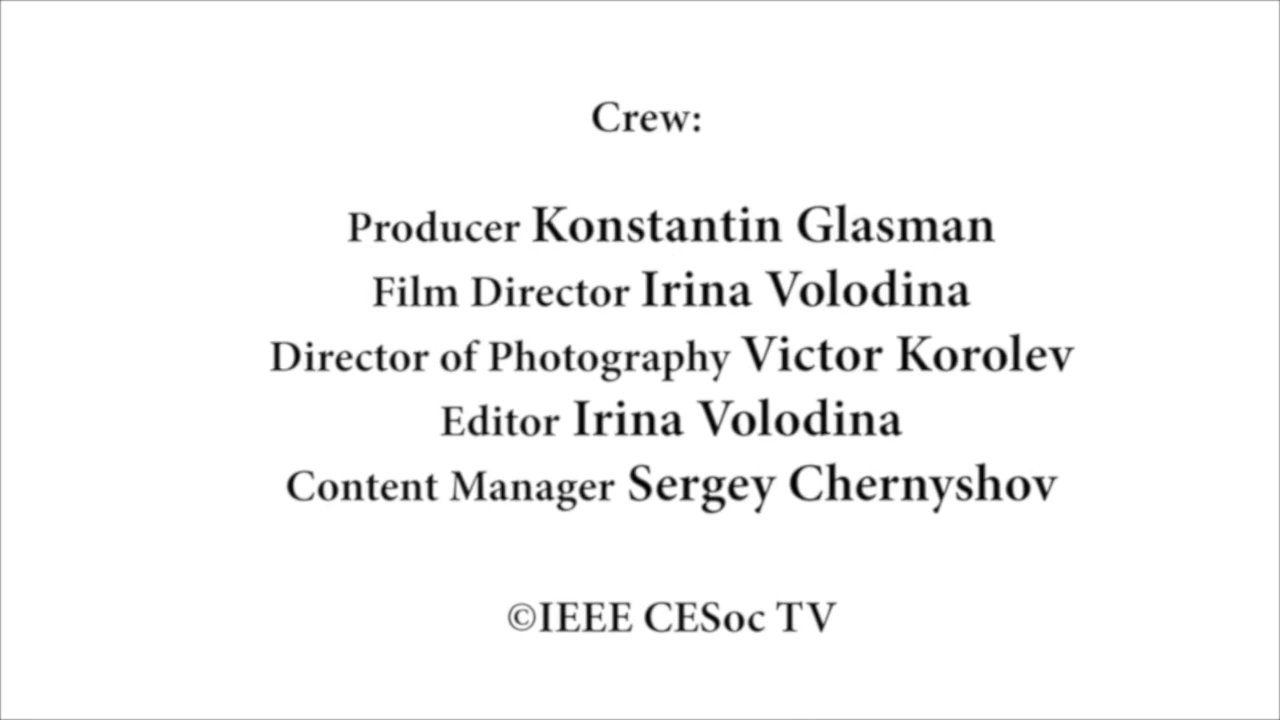 Crew:
Producer Konstantin Glasman
Film Director Irina Volodina
Director of Photography Victor Korolev
Editor Irina Volodina
Content Manager Sergey Chernyshov
©IEEE CESoc TV